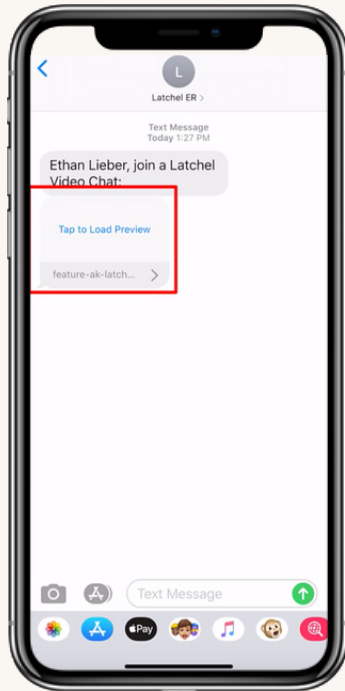 L
Latchel ER >
Text Message
Today 1:27 PM
Ethan Lieber, join a Latchel
Video Chat:
Tap to Load Preview
feature-ak-latch...
Text Message
Pay